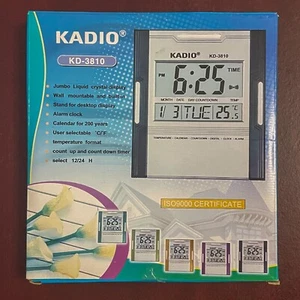 KADIO®
KD-3810
Jumbo Liquid crystal display
Wall mountable and built-in
Stand for desktop display
Alarm clock
Calendar for 200 years
User selectable °C/°F
temperature format
count up and count down timer
select 12/24 H
KADIO® KD-3810
PM 6:25 TIME
MONTH DATE DAY COUNTDOWN TEMP
1 3 TUE 25.5
ISO9000 CERTIFICATE